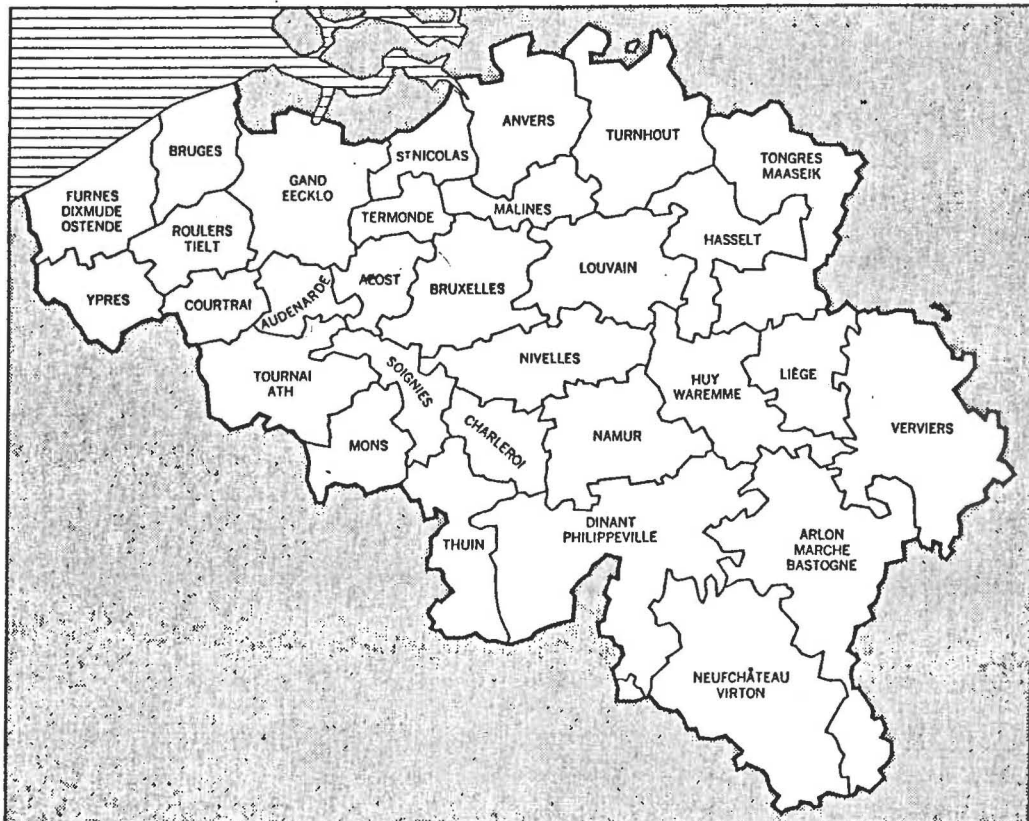 ANVERS
TURNHOUT
BRUGES
ST NICOLAS
TONGRES
MAASEIK
GAND
EECKLO
FURNES
DIXMUDE
OSTENDE
TERMONDE
MALINES
ROULERS
TIELT
HASSELT
LOUVAIN
YPRES
COURTRAI
AUDENARDE
ALOST
BRUXELLES
NIVELLES
TOURNAI
ATH
SOIGNIES
HUY
WAREMME
LIÈGE
VERVIERS
MONS
CHARLEROI
NAMUR
THUIN
DINANT
PHILIPPEVILLE
ARLON
MARCHE
BASTOGNE
NEUFCHÂTEAU
VIRTON